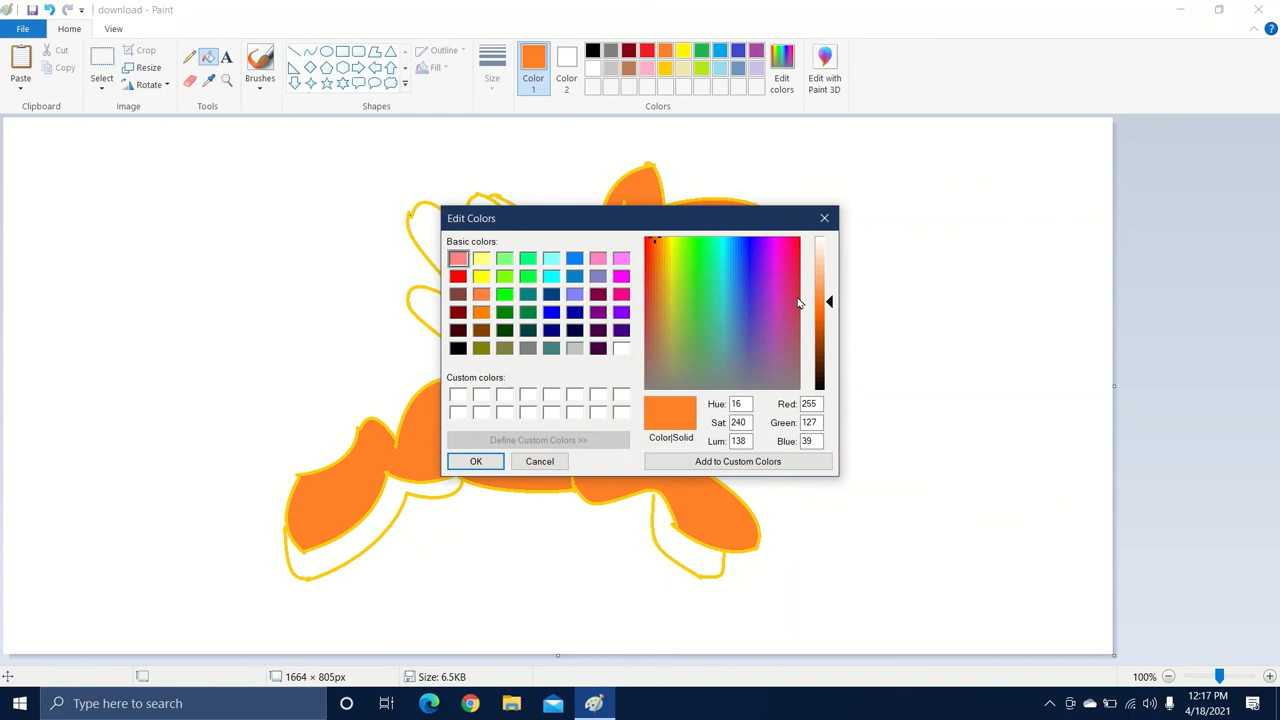 download - Paint
File Home View
Paste
Cut
Copy
Clipboard
Select
Crop
Resize
Rotate
Image
Tools
Brushes
Shapes
Outline
Fill
Size
Color 1
Color 2
Colors
Edit colors
Edit with Paint 3D
Edit Colors
Basic colors:
Custom colors:
Define Custom Colors >>
OK Cancel
Color|Solid
Hue: 16 Red: 255
Sat: 240 Green: 127
Lum: 138 Blue: 39
Add to Custom Colors
1664 × 805px
Size: 6.5KB
100%
Type here to search
12:17 PM
4/18/2021